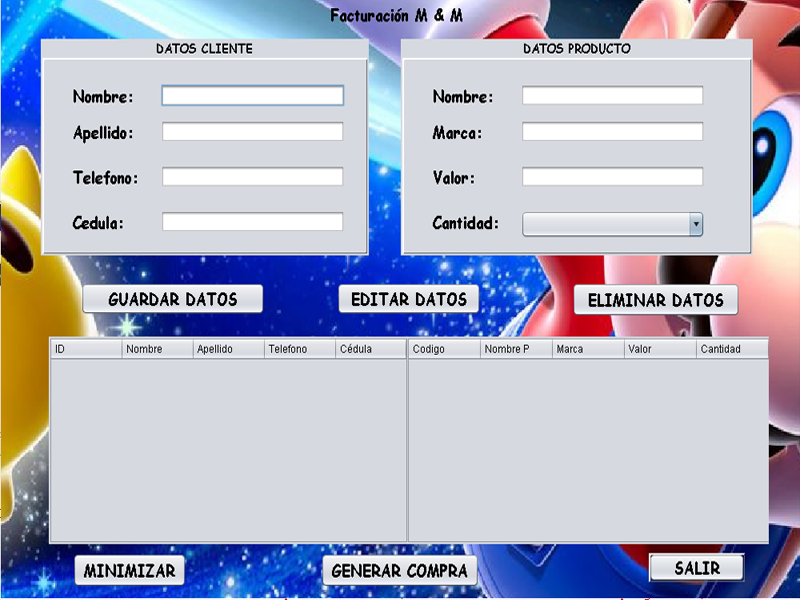 Facturación M & M
DATOS CLIENTE
Nombre:
Apellido:
Telefono:
Cedula:
DATOS PRODUCTO
Nombre:
Marca:
Valor:
Cantidad:
GUARDAR DATOS
EDITAR DATOS
ELIMINAR DATOS
ID Nombre Apellido Telefono Cédula
Codigo Nombre P Marca Valor Cantidad
MINIMIZAR
GENERAR COMPRA
SALIR